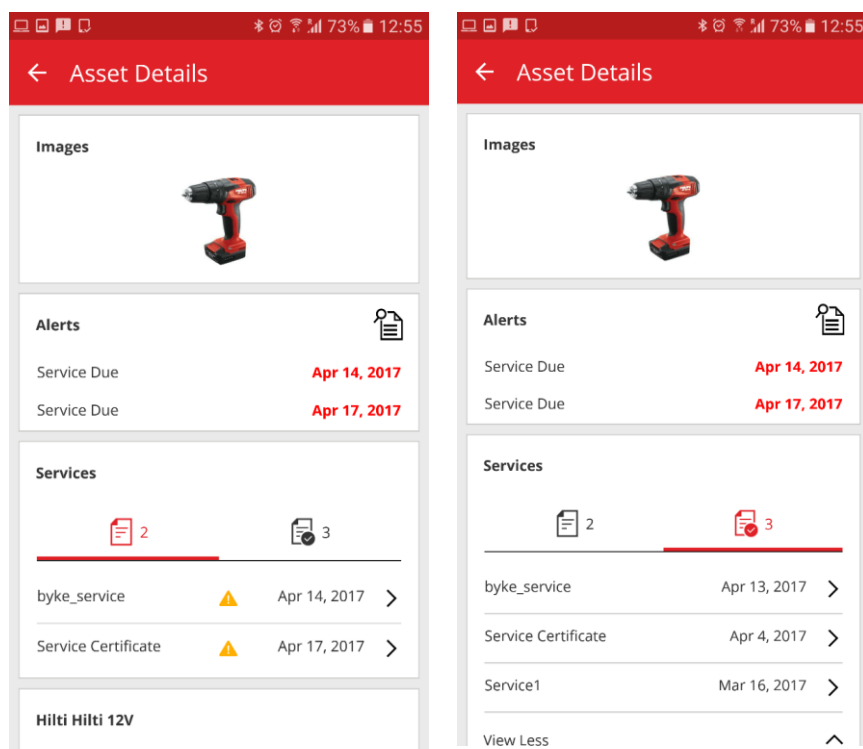 73% 12:55
← Asset Details
Images
Alerts
Service Due Apr 14, 2017
Service Due Apr 17, 2017
Services
2 3
byke_service Apr 14, 2017
Service Certificate Apr 17, 2017
Hilti Hilti 12V
73% 12:55
← Asset Details
Images
Alerts
Service Due Apr 14, 2017
Service Due Apr 17, 2017
Services
2 3
byke_service Apr 13, 2017
Service Certificate Apr 4, 2017
Service1 Mar 16, 2017
View Less